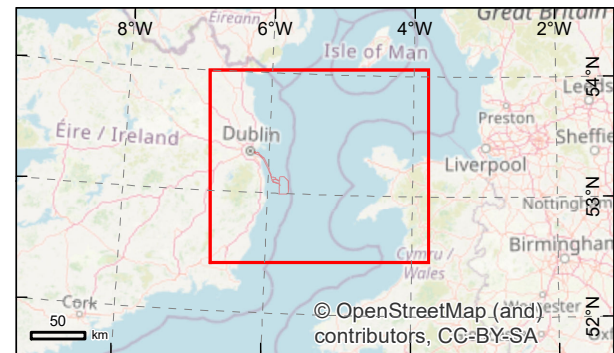 8°W 6°W 4°W 2°W
Éireann
Great Britain
Isle of Man
54°N
Leeds
Preston
Éire / Ireland
Dublin
Sheffie
Liverpool
53°N
Nottingham
Birmingham
Cymru /
Wales
Cork
Worcester
52°N
50
km
© OpenStreetMap (and)
contributors, CC-BY-SA